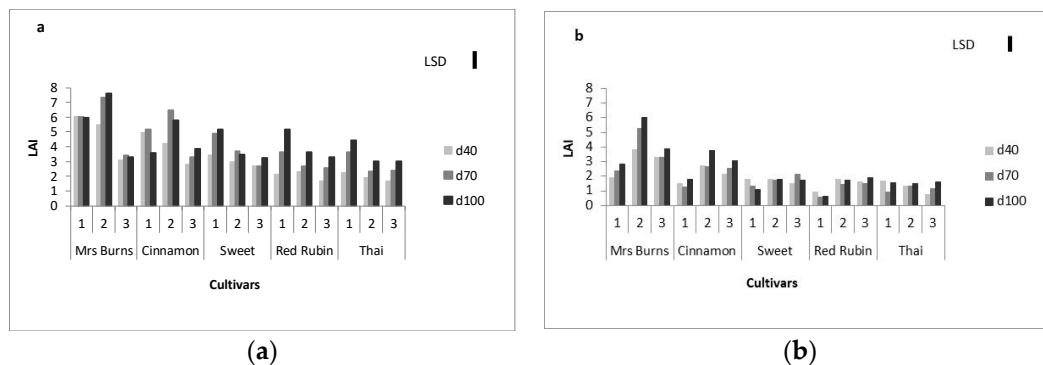 a
LSD
8
7
6
5
4
3
2
1
0
LAI
d40
d70
d100
1 2 3 1 2 3 1 2 3 1 2 3 1 2 3
Mrs Burns Cinnamon Sweet Red Rubin Thai
Cultivars
(a)
b
LSD
8
7
6
5
4
3
2
1
0
LAI
d40
d70
d100
1 2 3 1 2 3 1 2 3 1 2 3 1 2 3
Mrs Burns Cinnamon Sweet Red Rubin Thai
Cultivars
(b)